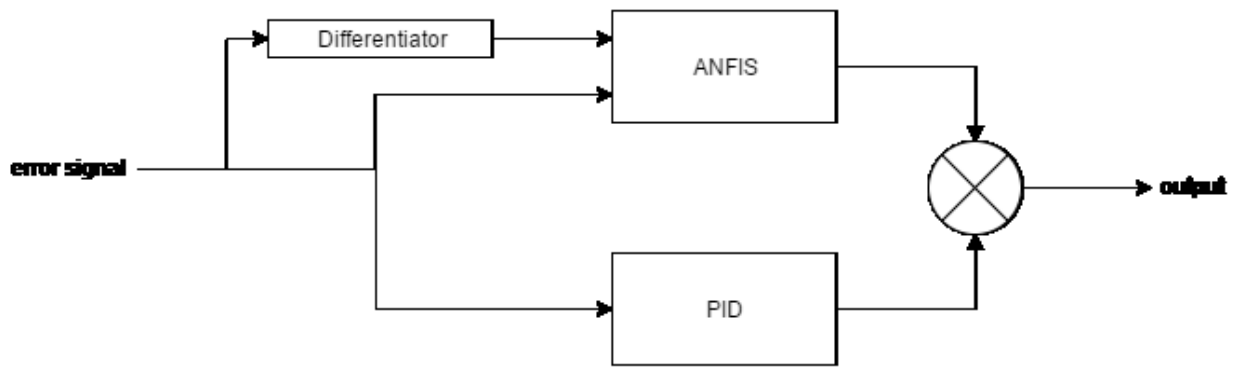 Differentiator
ANFIS
error signal
output
PID